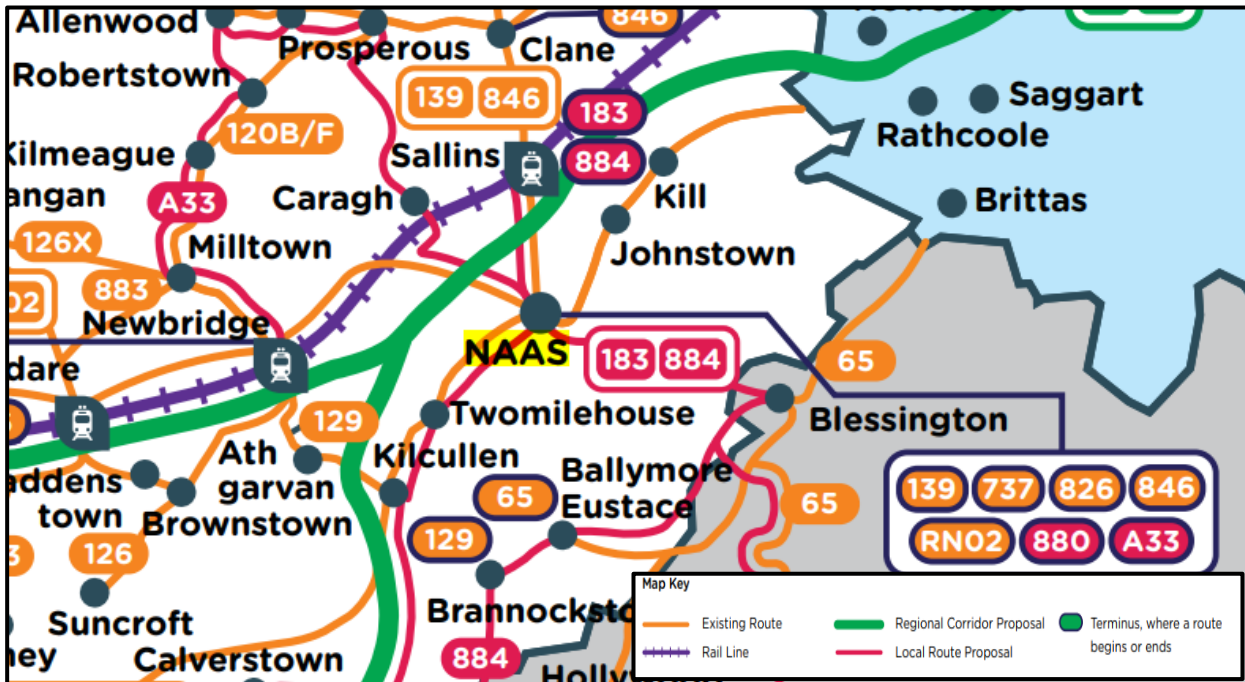 Allenwood
846
Prosperous
Clane
Robertstown
139 846
183
Saggart
120B/F
Rathcoole
Kilmeague
Sallins
884
angan
A33
Caragh
Kill
Brittas
126X
Milltown
Johnstown
883
02
Newbridge
NAAS
183 884
65
dare
Twomilehouse
Blessington
129
Ath
garvan
Kilcullen
Ballymore
Eustace
139 737 826 846
addens
town
65
65
Brownstown
RN02 880 A33
129
126
Map Key
Brannocksto
Existing Route
Regional Corridor Proposal
Terminus, where a route
begins or ends
Suncroft
Rail Line
Local Route Proposal
ney
Calverstown
884